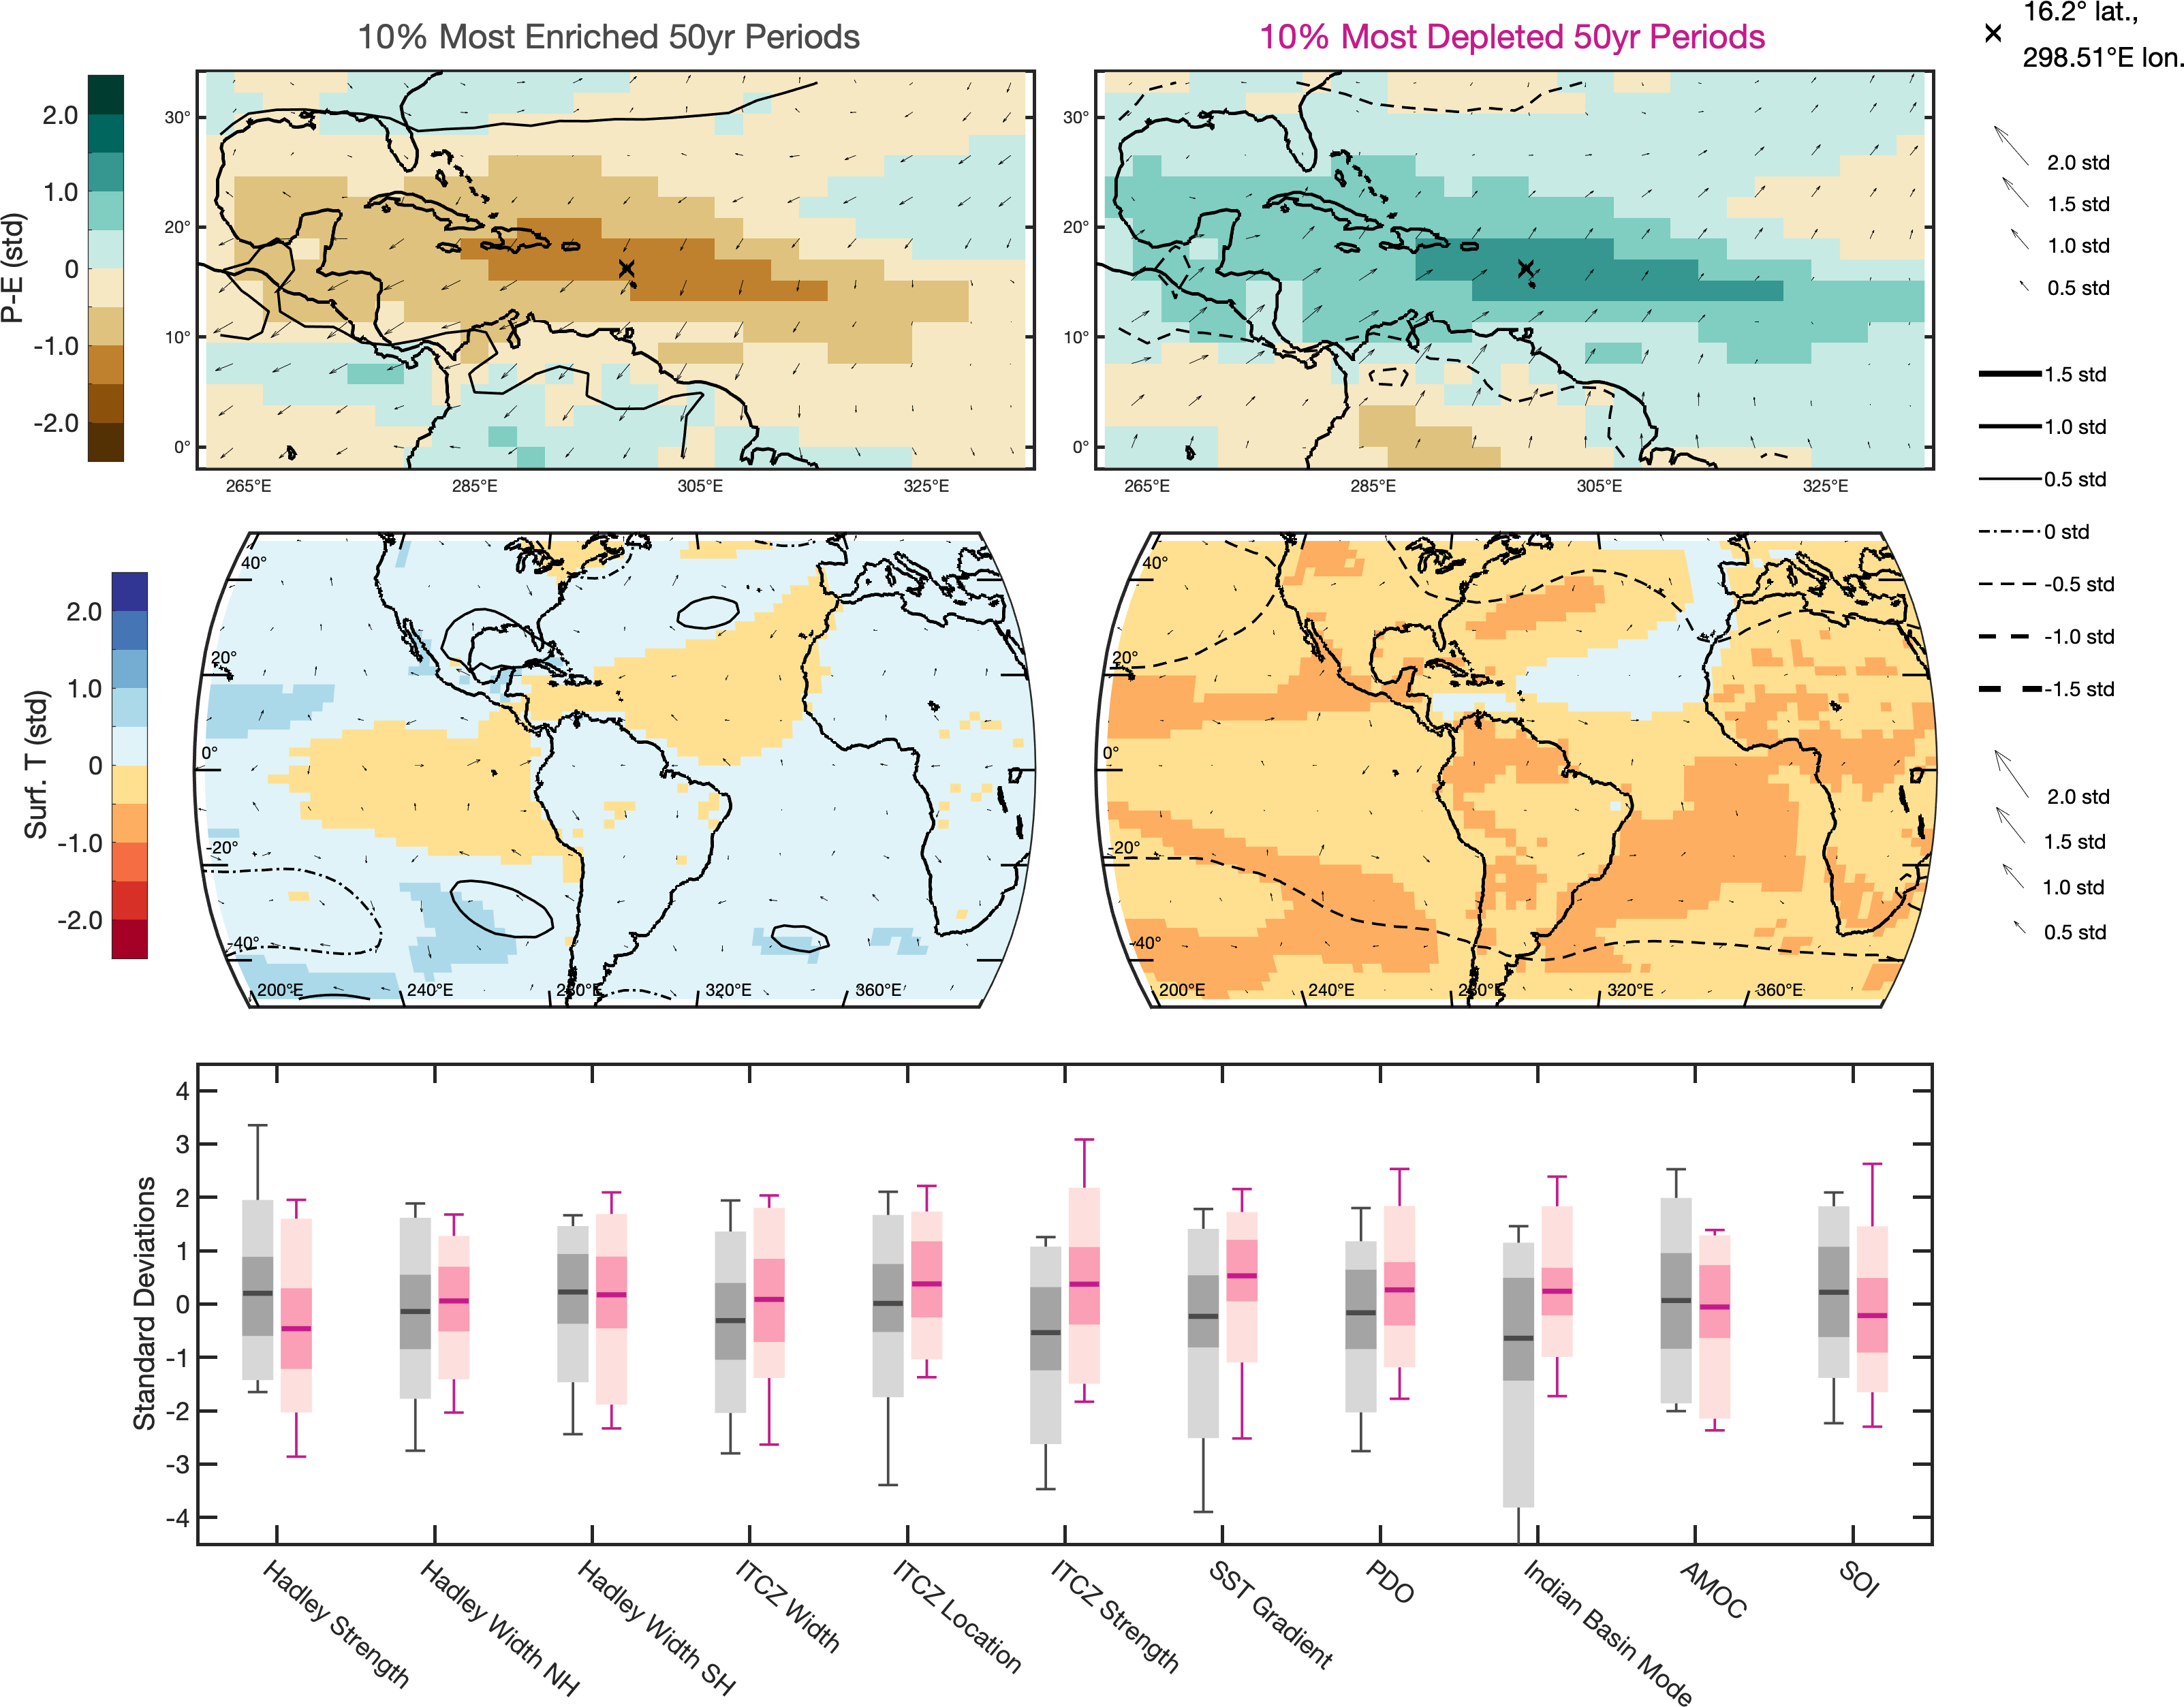 10% Most Enriched 50yr Periods
10% Most Depleted 50yr Periods
16.2° lat.,
298.51°E lon.
P-E (std)
2.0
1.0
0
-1.0
-2.0
30°
20°
10°
0°
265°E 285°E 305°E 325°E
30°
20°
10°
0°
265°E 285°E 305°E 325°E
2.0 std
1.5 std
1.0 std
0.5 std
1.5 std
1.0 std
0.5 std
0 std
-0.5 std
-1.0 std
-1.5 std
2.0 std
1.5 std
1.0 std
0.5 std
Surf. T (std)
2.0
1.0
0
-1.0
-2.0
40°
20°
0°
-20°
-40°
200°E 240°E 280°E 320°E 360°E
40°
20°
0°
-20°
-40°
200°E 240°E 280°E 320°E 360°E
Standard Deviations
4
3
2
1
0
-1
-2
-3
-4
Hadley Strength
Hadley Width NH
Hadley Width SH
ITCZ Width
ITCZ Location
ITCZ Strength
SST Gradient
PDO
Indian Basin Mode
AMOC
SOI